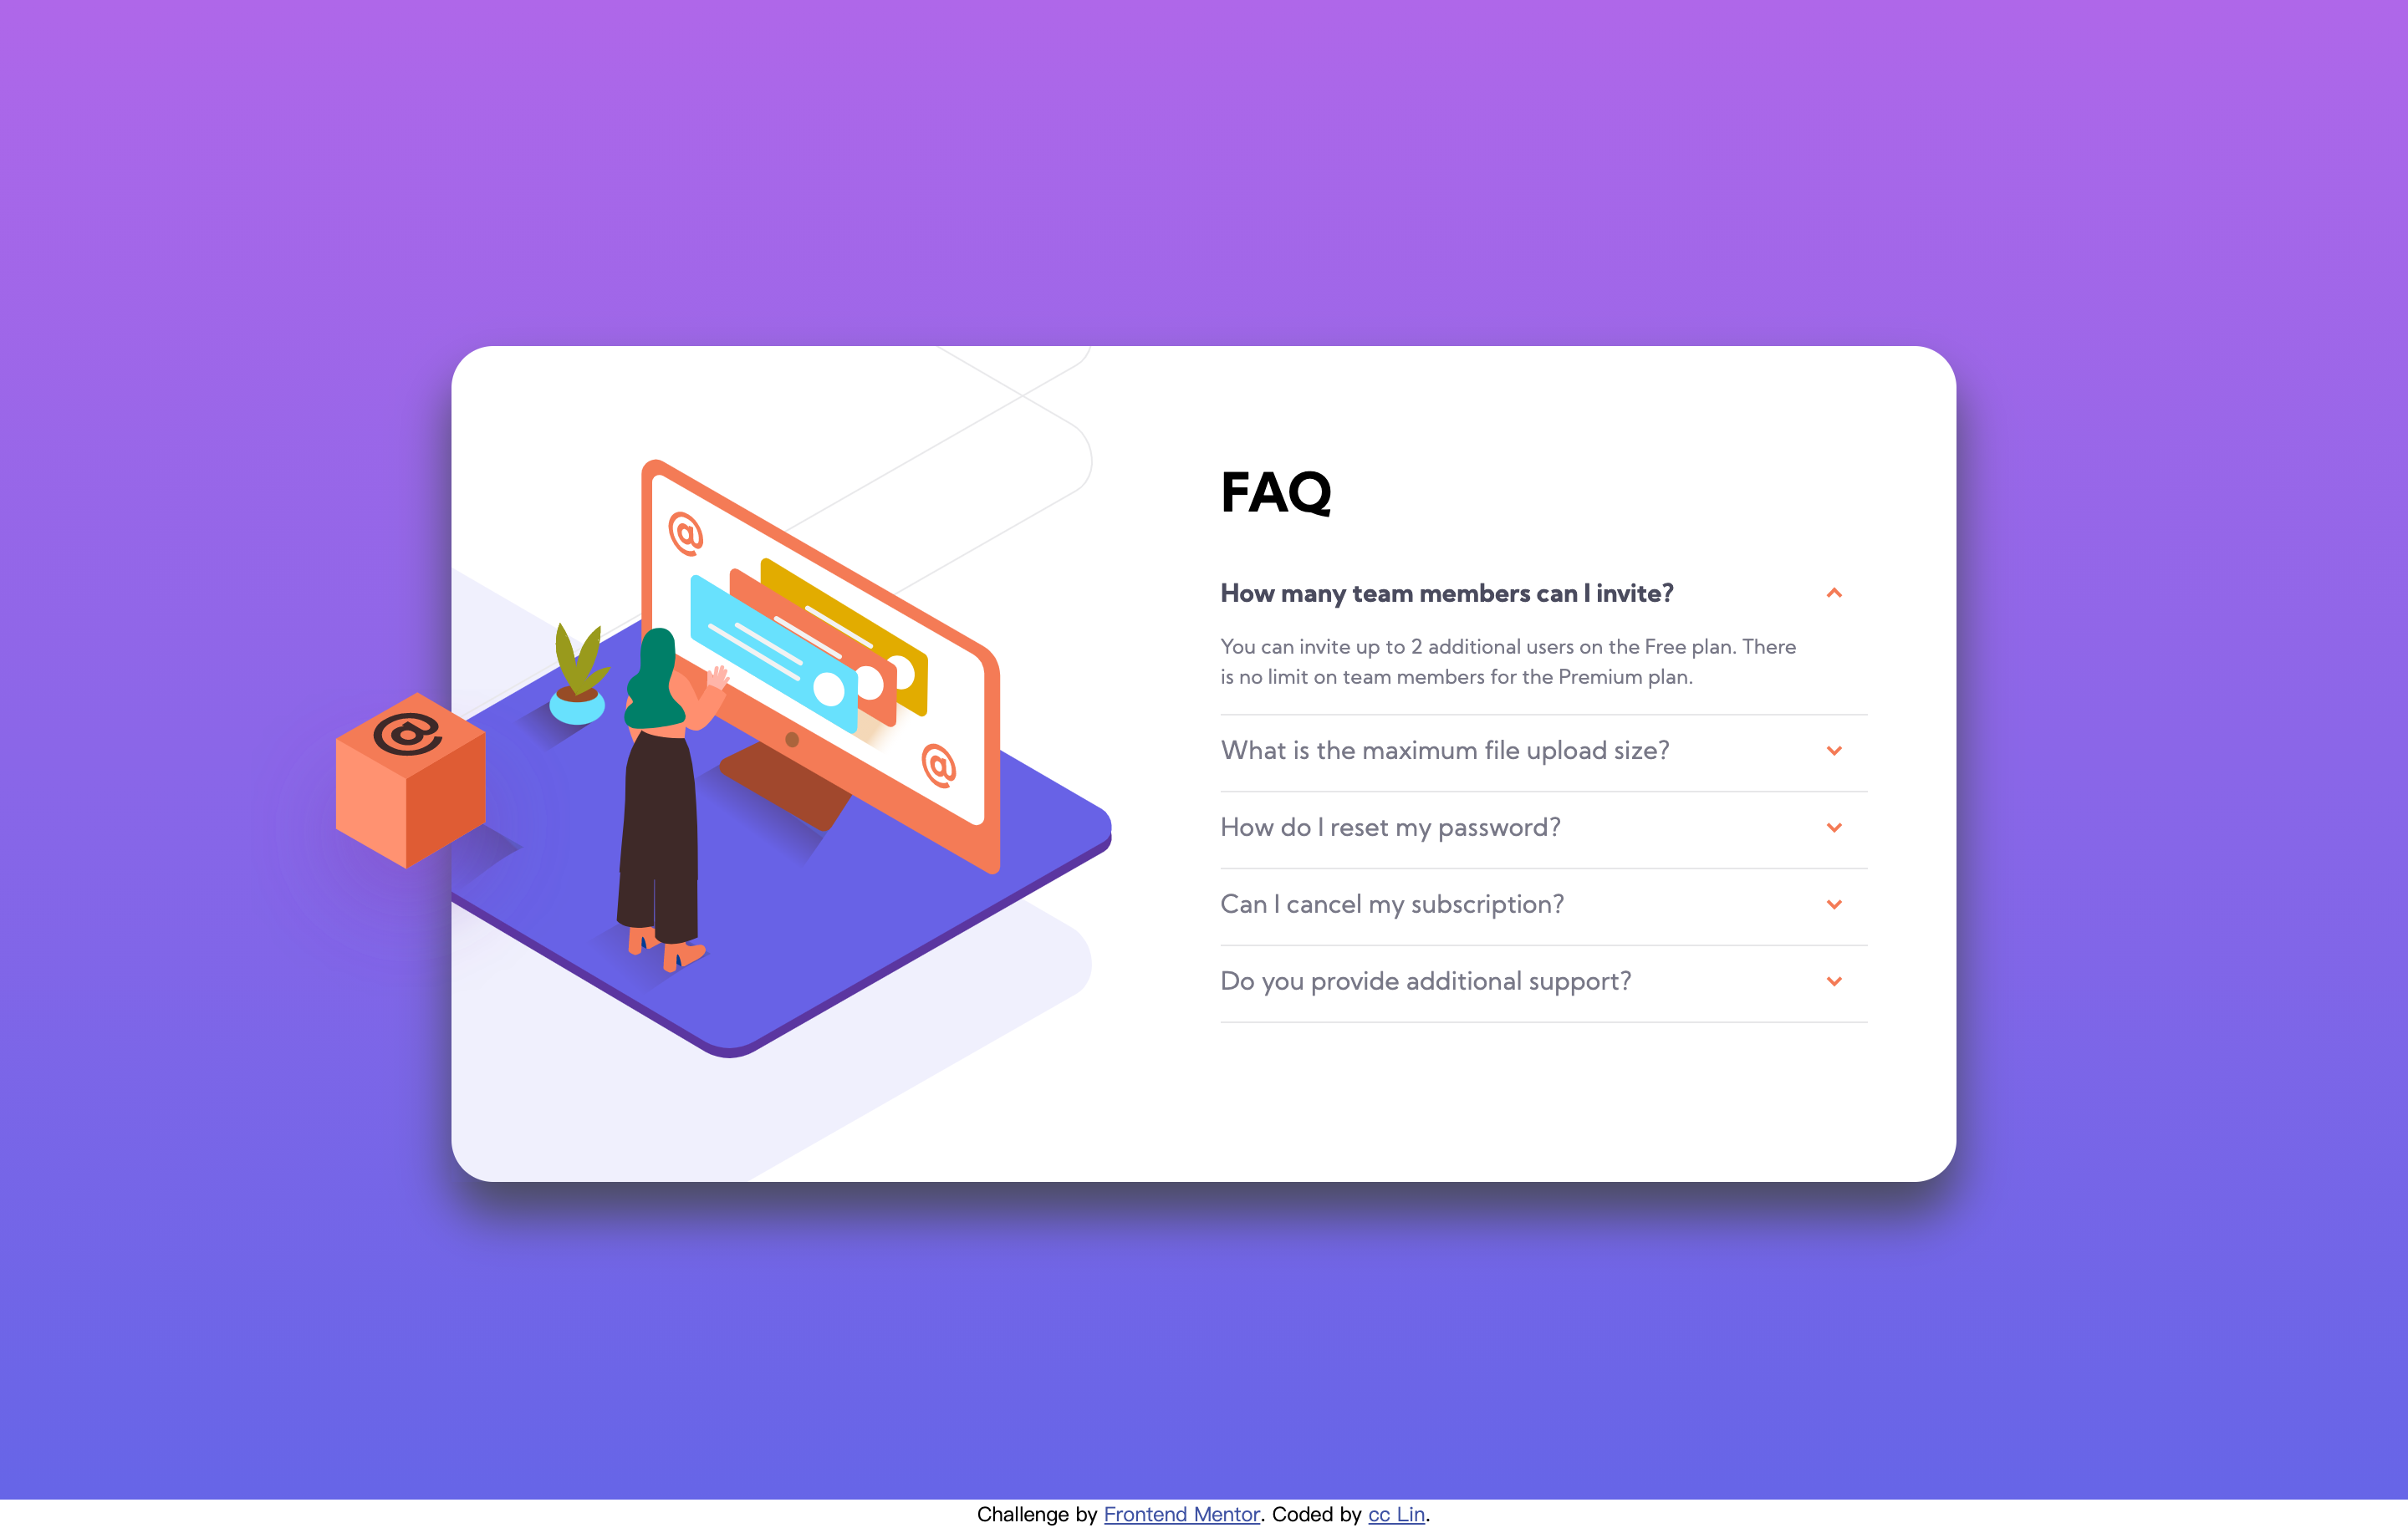 FAQ
How many team members can I invite?
You can invite up to 2 additional users on the Free plan. There
is no limit on team members for the Premium plan.
What is the maximum file upload size?
How do I reset my password?
Can I cancel my subscription?
Do you provide additional support?
@
@
@
Challenge by Frontend Mentor. Coded by cc Lin.